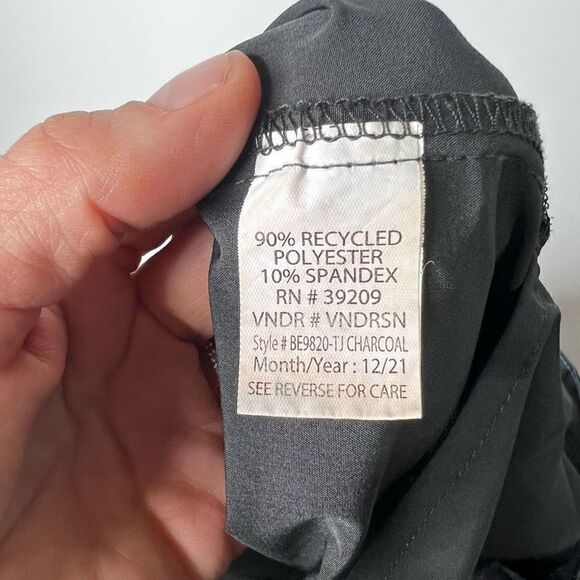 90% RECYCLED
POLYESTER
10% SPANDEX
RN # 39209
VNDR # VNDRSN
Style # BE9820-TJ CHARCOAL
Month/Year : 12/21
SEE REVERSE FOR CARE